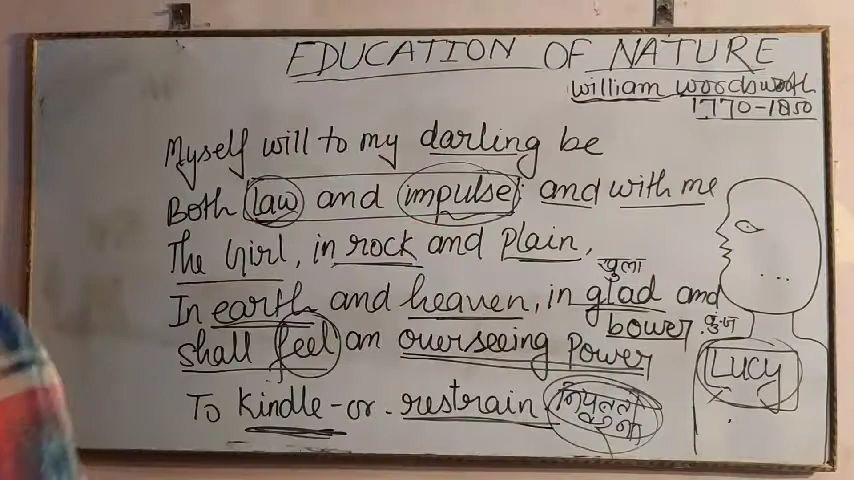 EDUCATION OF NATURE
William Woodsworth
1770-1850
Myself will to my darling be
Both law and impulse; and with me
The Girl, in rock and plain,
खुला
In earth and heaven, in glad and
bower. कुंज
shall feel an overseeing power
To Kindle or restrain
करना
LUCY